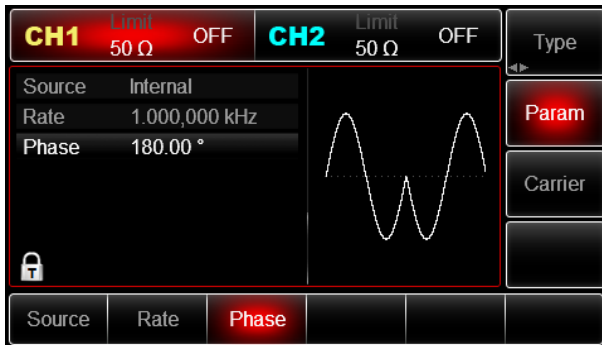 CH1 Limit 50 Ω OFF CH2 Limit 50 Ω OFF
Type
Source Internal
Rate 1.000,000 kHz
Phase 180.00 °
Param
Carrier
T
Source Rate Phase